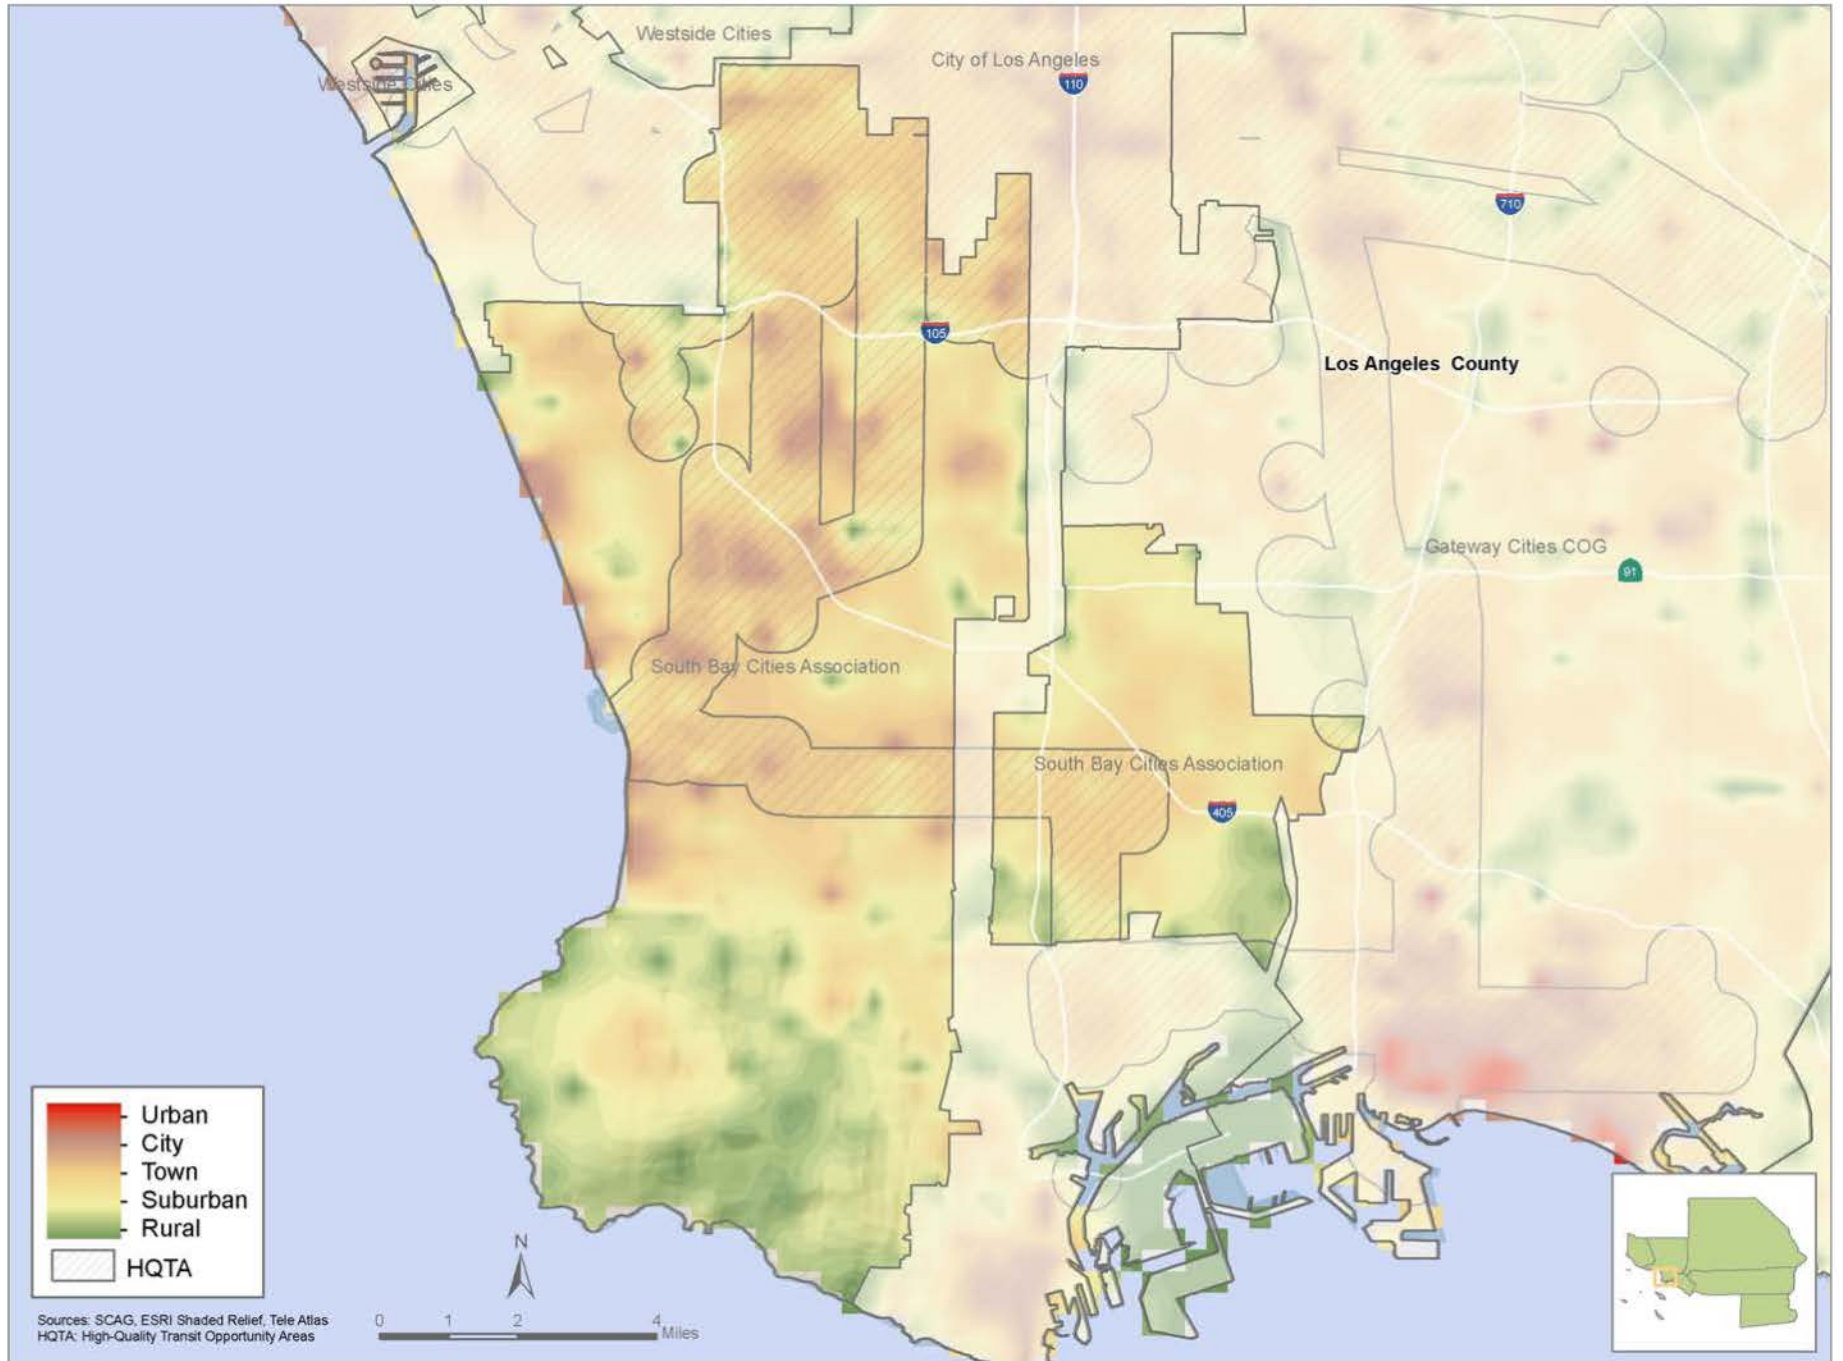 Westside Cities
City of Los Angeles
110
Westside Cities
710
105
Los Angeles County
Gateway Cities COG
91
South Bay Cities Association
South Bay Cities Association
405
Urban
City
Town
Suburban
Rural
HQTA
N
Sources: SCAG, ESRI Shaded Relief, Tele Atlas
HQTA: High-Quality Transit Opportunity Areas
0 1 2 4
Miles